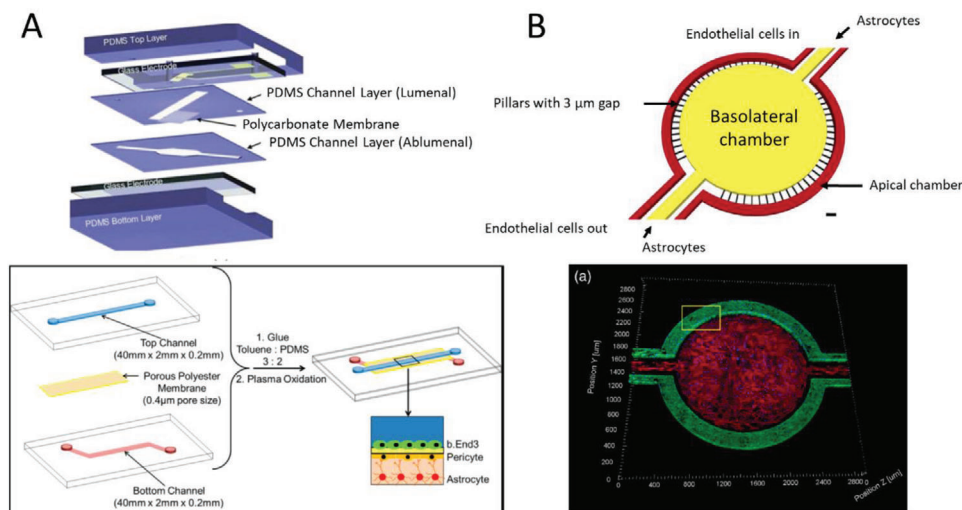 A
PDMS Top Layer
Glass Electrode
PDMS Channel Layer (Lumenal)
Polycarbonate Membrane
PDMS Channel Layer (Ablumenal)
Glass Electrode
PDMS Bottom Layer
Top Channel
(40mm x 2mm x 0.2mm)
Porous Polyester
Membrane
(0.4µm pore size)
Bottom Channel
(40mm x 2mm x 0.2mm)
1. Glue
Toluene : PDMS
3 : 2
2. Plasma Oxidation
b.End3
Pericyte
Astrocyte
B
Astrocytes
Endothelial cells in
Pillars with 3 µm gap
Basolateral
chamber
Apical chamber
Endothelial cells out
Astrocytes
(a)
Position Y [um]
2800
2600
2400
2200
2000
1800
1600
1400
1200
1000
800
600
400
200
0
0
400
800
1200
1600
2000
2400
2800
Position Z [um]